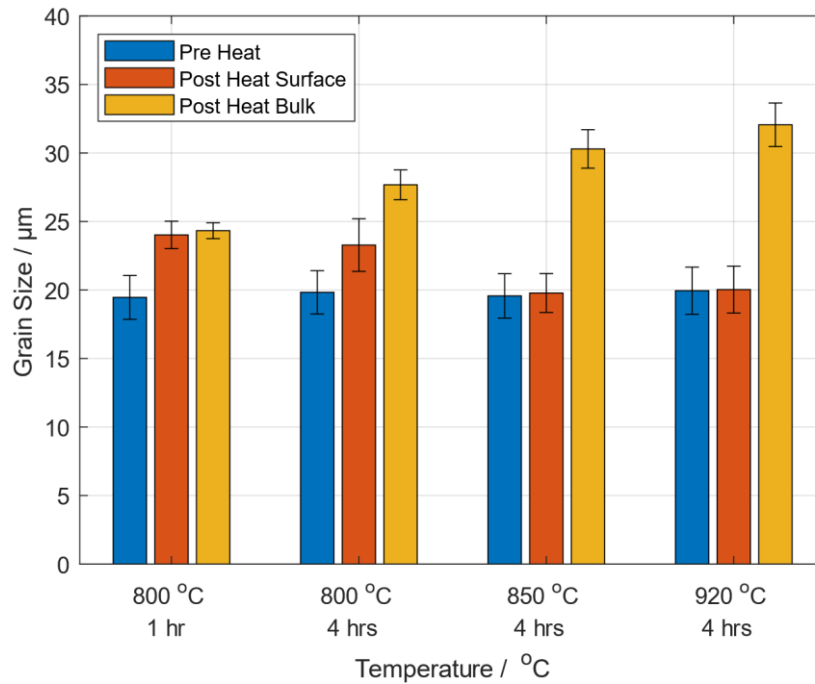 40
35
30
25
20
15
10
5
0
Grain Size / μm
Pre Heat
Post Heat Surface
Post Heat Bulk
800 °C
1 hr
800 °C
4 hrs
850 °C
4 hrs
920 °C
4 hrs
Temperature / °C